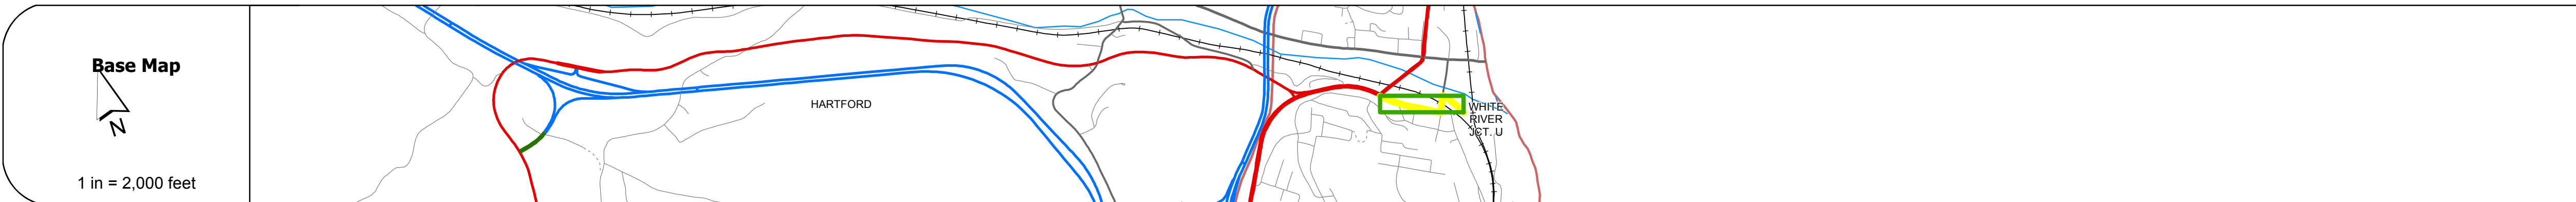 Base Map
N
1 in = 2,000 feet
HARTFORD
WHITE
RIVER
JCT. U